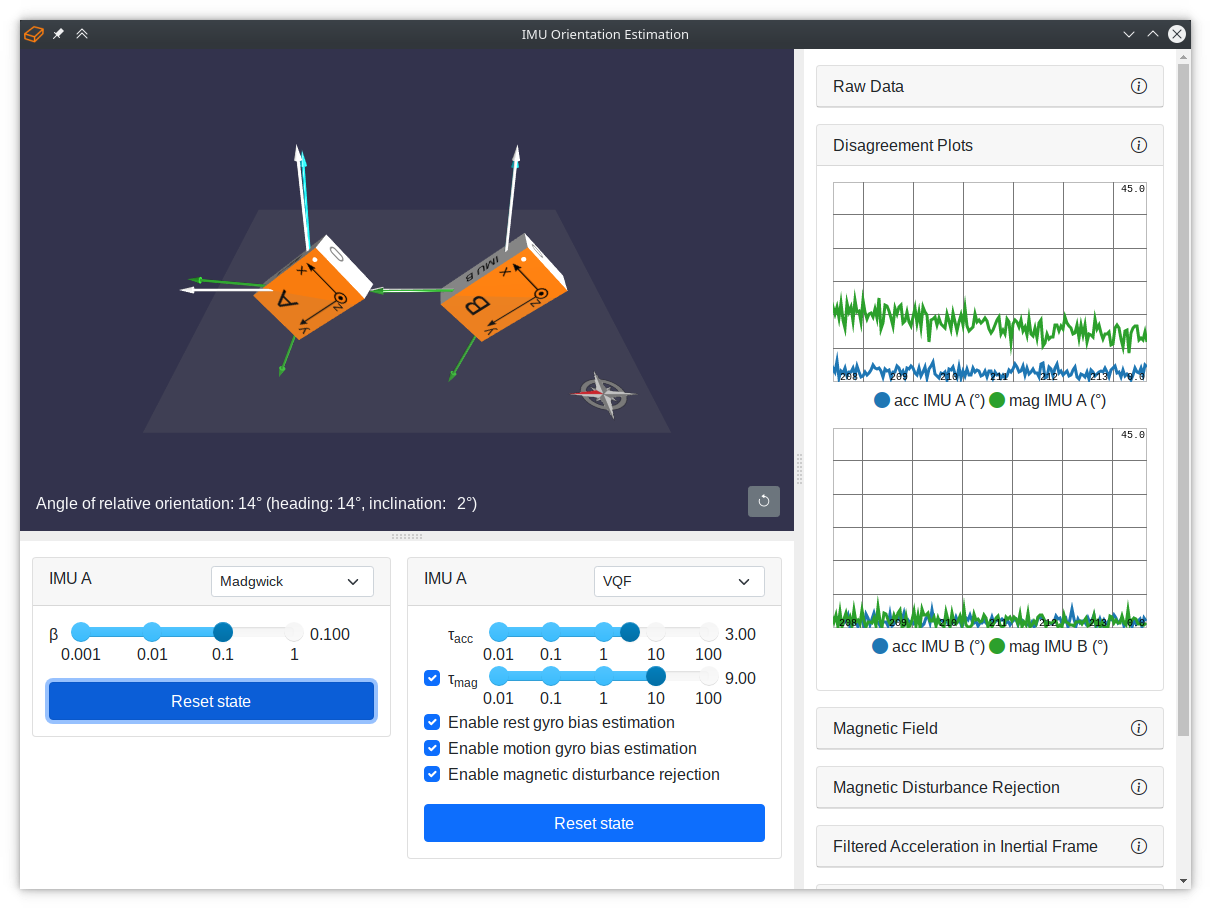 IMU Orientation Estimation
A
X
Y
Z
IMU B
B
X
Y
Z
Angle of relative orientation: 14° (heading: 14°, inclination: 2°)
IMU A
Madgwick
β
0.100
0.001 0.01 0.1 1
Reset state
IMU A
VQF
τacc
3.00
0.01 0.1 1 10 100
τmag
9.00
0.01 0.1 1 10 100
Enable rest gyro bias estimation
Enable motion gyro bias estimation
Enable magnetic disturbance rejection
Reset state
Raw Data
Disagreement Plots
45.0
208 209 210 211 212 213 0.0
acc IMU A (°) mag IMU A (°)
45.0
208 209 210 211 212 213 0.0
acc IMU B (°) mag IMU B (°)
Magnetic Field
Magnetic Disturbance Rejection
Filtered Acceleration in Inertial Frame